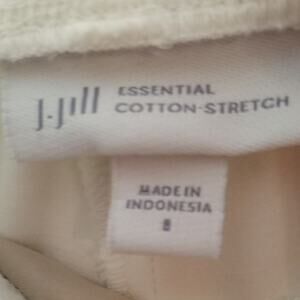 J.Jill
ESSENTIAL
COTTON-STRETCH
MADE IN
INDONESIA
8